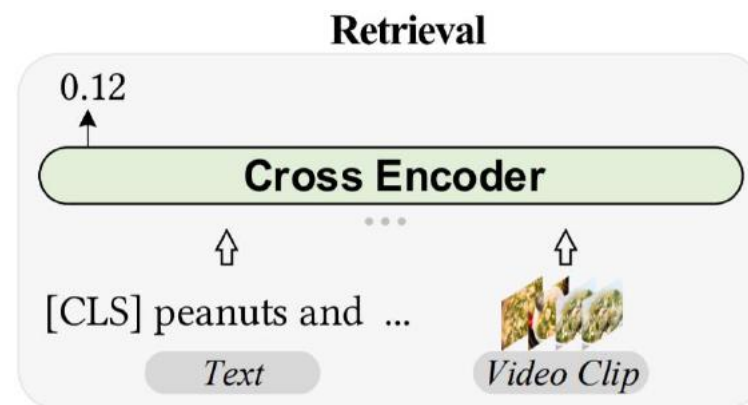 Retrieval
0.12
Cross Encoder
...
[CLS] peanuts and ...
Text
Video Clip